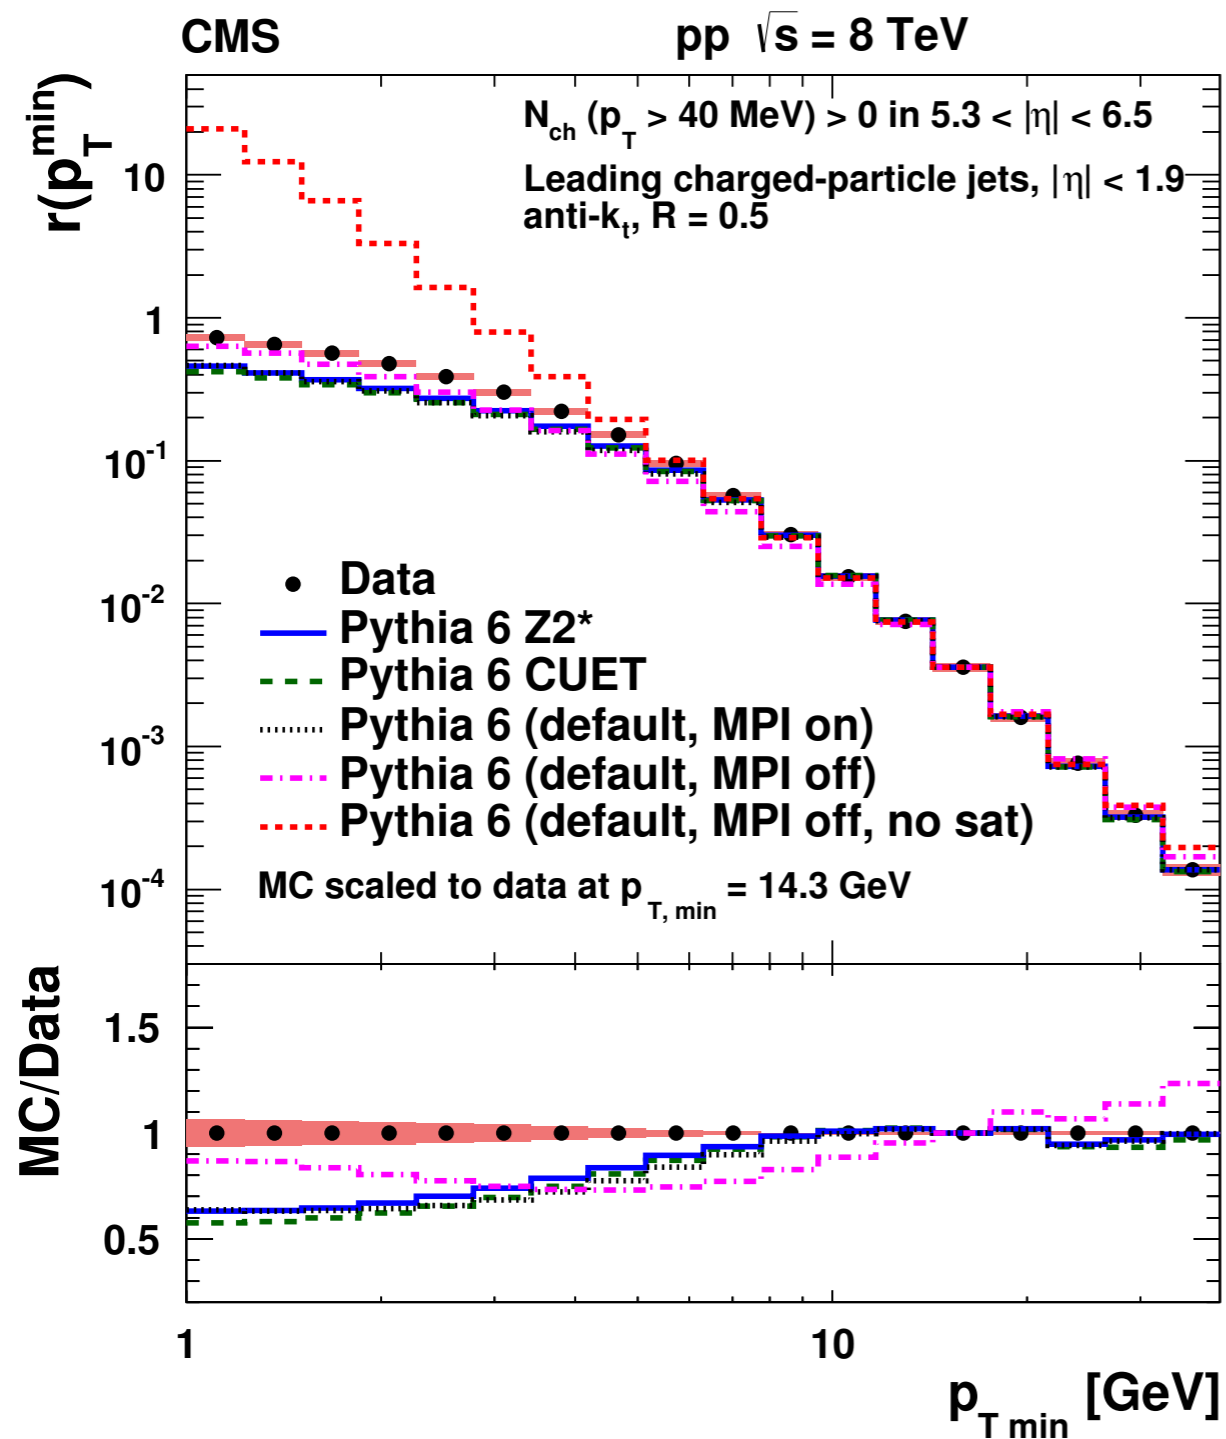 CMS
pp √s = 8 TeV
r(p_T^min)
N_ch (p_T > 40 MeV) > 0 in 5.3 < |η| < 6.5
Leading charged-particle jets, |η| < 1.9
anti-k_t, R = 0.5
10
1
10^-1
10^-2
10^-3
10^-4
Data
Pythia 6 Z2*
Pythia 6 CUET
Pythia 6 (default, MPI on)
Pythia 6 (default, MPI off)
Pythia 6 (default, MPI off, no sat)
MC scaled to data at p_T, min = 14.3 GeV
MC/Data
1.5
1
0.5
1
10
p_T min [GeV]